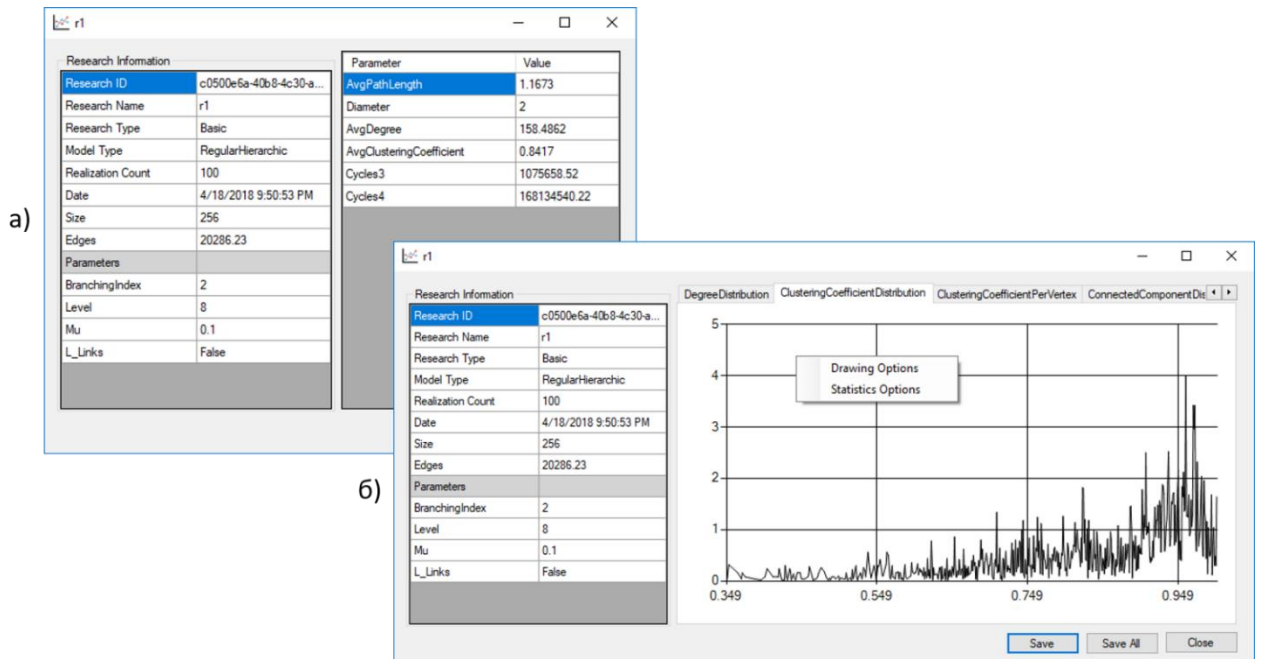 а)
r1
Research Information
Research ID c0500e6a-40b8-4c30-a...
Research Name r1
Research Type Basic
Model Type RegularHierarchic
Realization Count 100
Date 4/18/2018 9:50:53 PM
Size 256
Edges 20286.23
Parameters
BranchingIndex 2
Level 8
Mu 0.1
L_Links False
Parameter Value
AvgPathLength 1.1673
Diameter 2
AvgDegree 158.4862
AvgClusteringCoefficient 0.8417
Cycles3 1075658.52
Cycles4 168134540.22
б)
r1
Research Information
Research ID c0500e6a-40b8-4c30-a...
Research Name r1
Research Type Basic
Model Type RegularHierarchic
Realization Count 100
Date 4/18/2018 9:50:53 PM
Size 256
Edges 20286.23
Parameters
BranchingIndex 2
Level 8
Mu 0.1
L_Links False
DegreeDistribution ClusteringCoefficientDistribution ClusteringCoefficientPerVertex ConnectedComponentDis
5
4
3
2
1
0
0.349 0.549 0.749 0.949
Drawing Options
Statistics Options
Save Save All Close